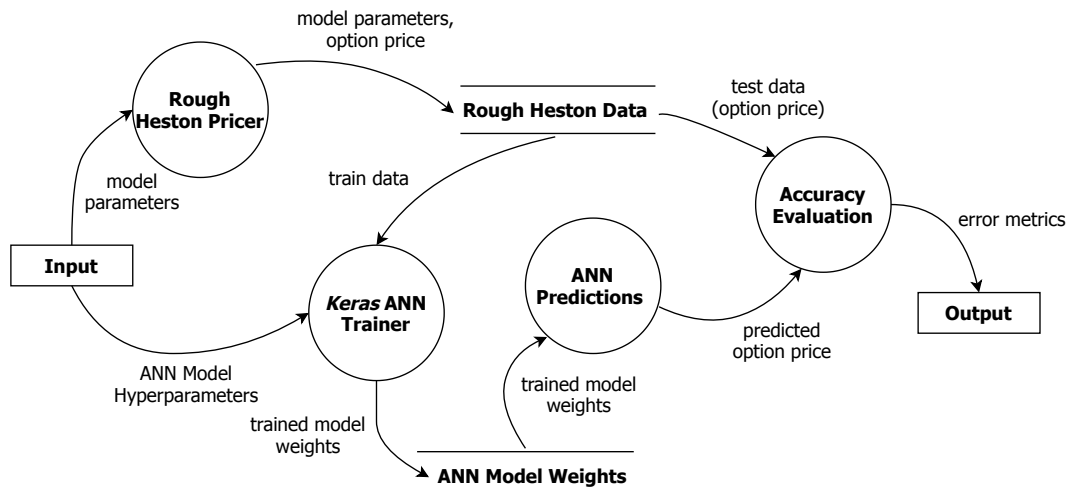 model parameters,
option price
Rough
Heston Pricer
Rough Heston Data
test data
(option price)
model
parameters
train data
Accuracy
Evaluation
error metrics
Input
Keras ANN
Trainer
ANN
Predictions
Output
predicted
option price
ANN Model
Hyperparameters
trained model
weights
trained model
weights
ANN Model Weights